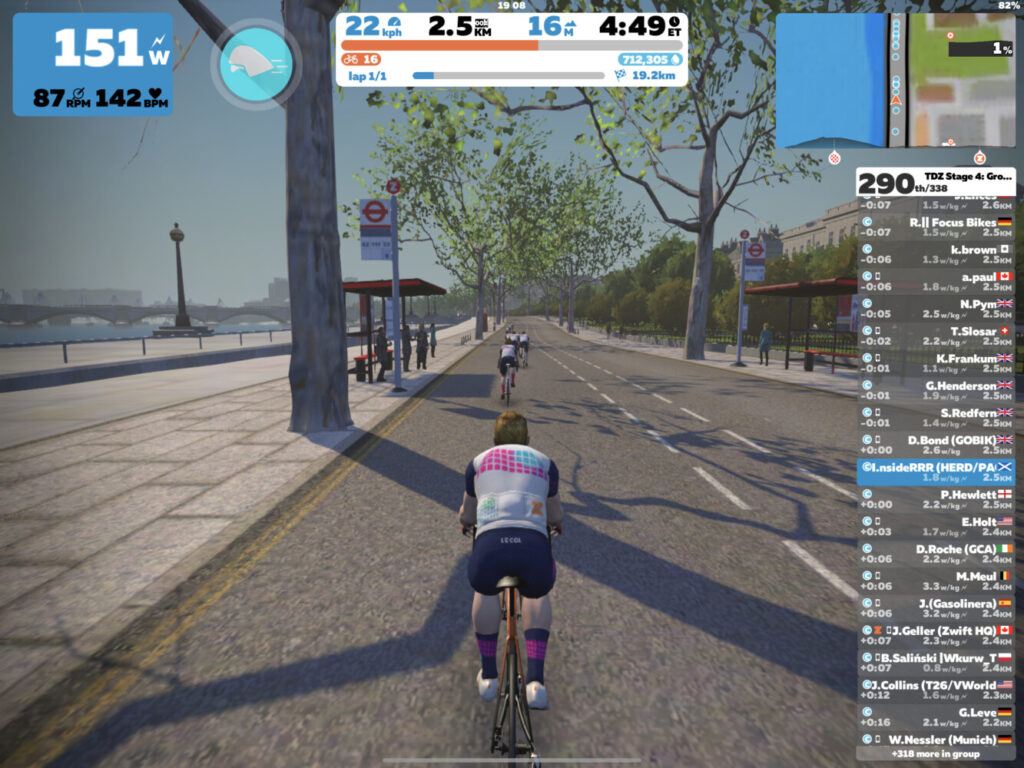 19 08
82%
151 W
87 RPM 142 BPM
22 kph 2.5 KM 16 M 4:49 ET
16
712,305
lap 1/1
19.2km
1%
290th/338
TDZ Stage 4: Gro...
-0:07 1.5w/kg 2.6KM
R.|| Focus Bikes
-0:07 1.5w/kg 2.5KM
k.brown
-0:06 1.3w/kg 2.5KM
a.paul
-0:06 1.8w/kg 2.5KM
N.Pym
-0:05 2.5w/kg 2.5KM
T.Slosar
-0:02 2.2w/kg 2.5KM
K.Frankum
-0:01 1.1w/kg 2.5KM
G.Henderson
-0:01 1.9w/kg 2.5KM
S.Redfern
-0:01 1.4w/kg 2.5KM
D.Bond (GOBIK)
+0:00 2.6w/kg 2.5KM
I.nsideRRR (HERD/PA
1.8w/kg 2.5KM
P.Hewlett
+0:00 2.2w/kg 2.5KM
E.Holt
+0:03 1.7w/kg 2.4KM
D.Roche (GCA)
+0:06 2.2w/kg 2.4KM
M.Meul
+0:06 3.3w/kg 2.4KM
J.(Gasolinera)
+0:06 3.2w/kg 2.4KM
J.Geller (Zwift HQ)
+0:07 2.3w/kg 2.4KM
B.Saliński |Wkurw_T
+0:07 0.8w/kg 2.4KM
J.Collins (T26/VWorld
+0:12 1.6w/kg 2.3KM
G.Leve
+0:16 2.1w/kg 2.2KM
W.Nessler (Munich)
+318 more in group